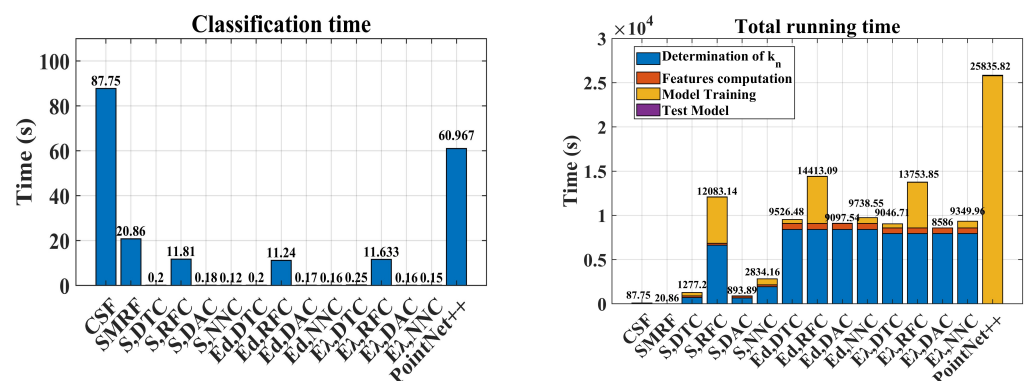 Classification time
Time (s)
100
80
60
40
20
0
87.75
20.86
0.2
11.81
0.18
0.12
0.2
11.24
0.17
0.16
0.25
11.633
0.16
0.15
60.967
CSF
SMRF
S,DTC
S,RFC
S,DAC
S,NNC
Ed,DTC
Ed,RFC
Ed,DAC
Ed,NNC
Eλ,DTC
Eλ,RFC
Eλ,DAC
Eλ,NNC
PointNet++
×10⁴
Total running time
Time (s)
3
2.5
2
1.5
1
0.5
0
Determination of kₙ
Features computation
Model Training
Test Model
87.75
20,86
1277.2
12083.14
893.89
2834.16
9526.48
14413.09
9097.54
9738.55
9046.71
13753.85
8586
9349.96
25835.82
CSF
SMRF
S,DTC
S,RFC
S,DAC
S,NNC
Ed,DTC
Ed,RFC
Ed,DAC
Ed,NNC
Eλ,DTC
Eλ,RFC
Eλ,DAC
Eλ,NNC
PointNet++